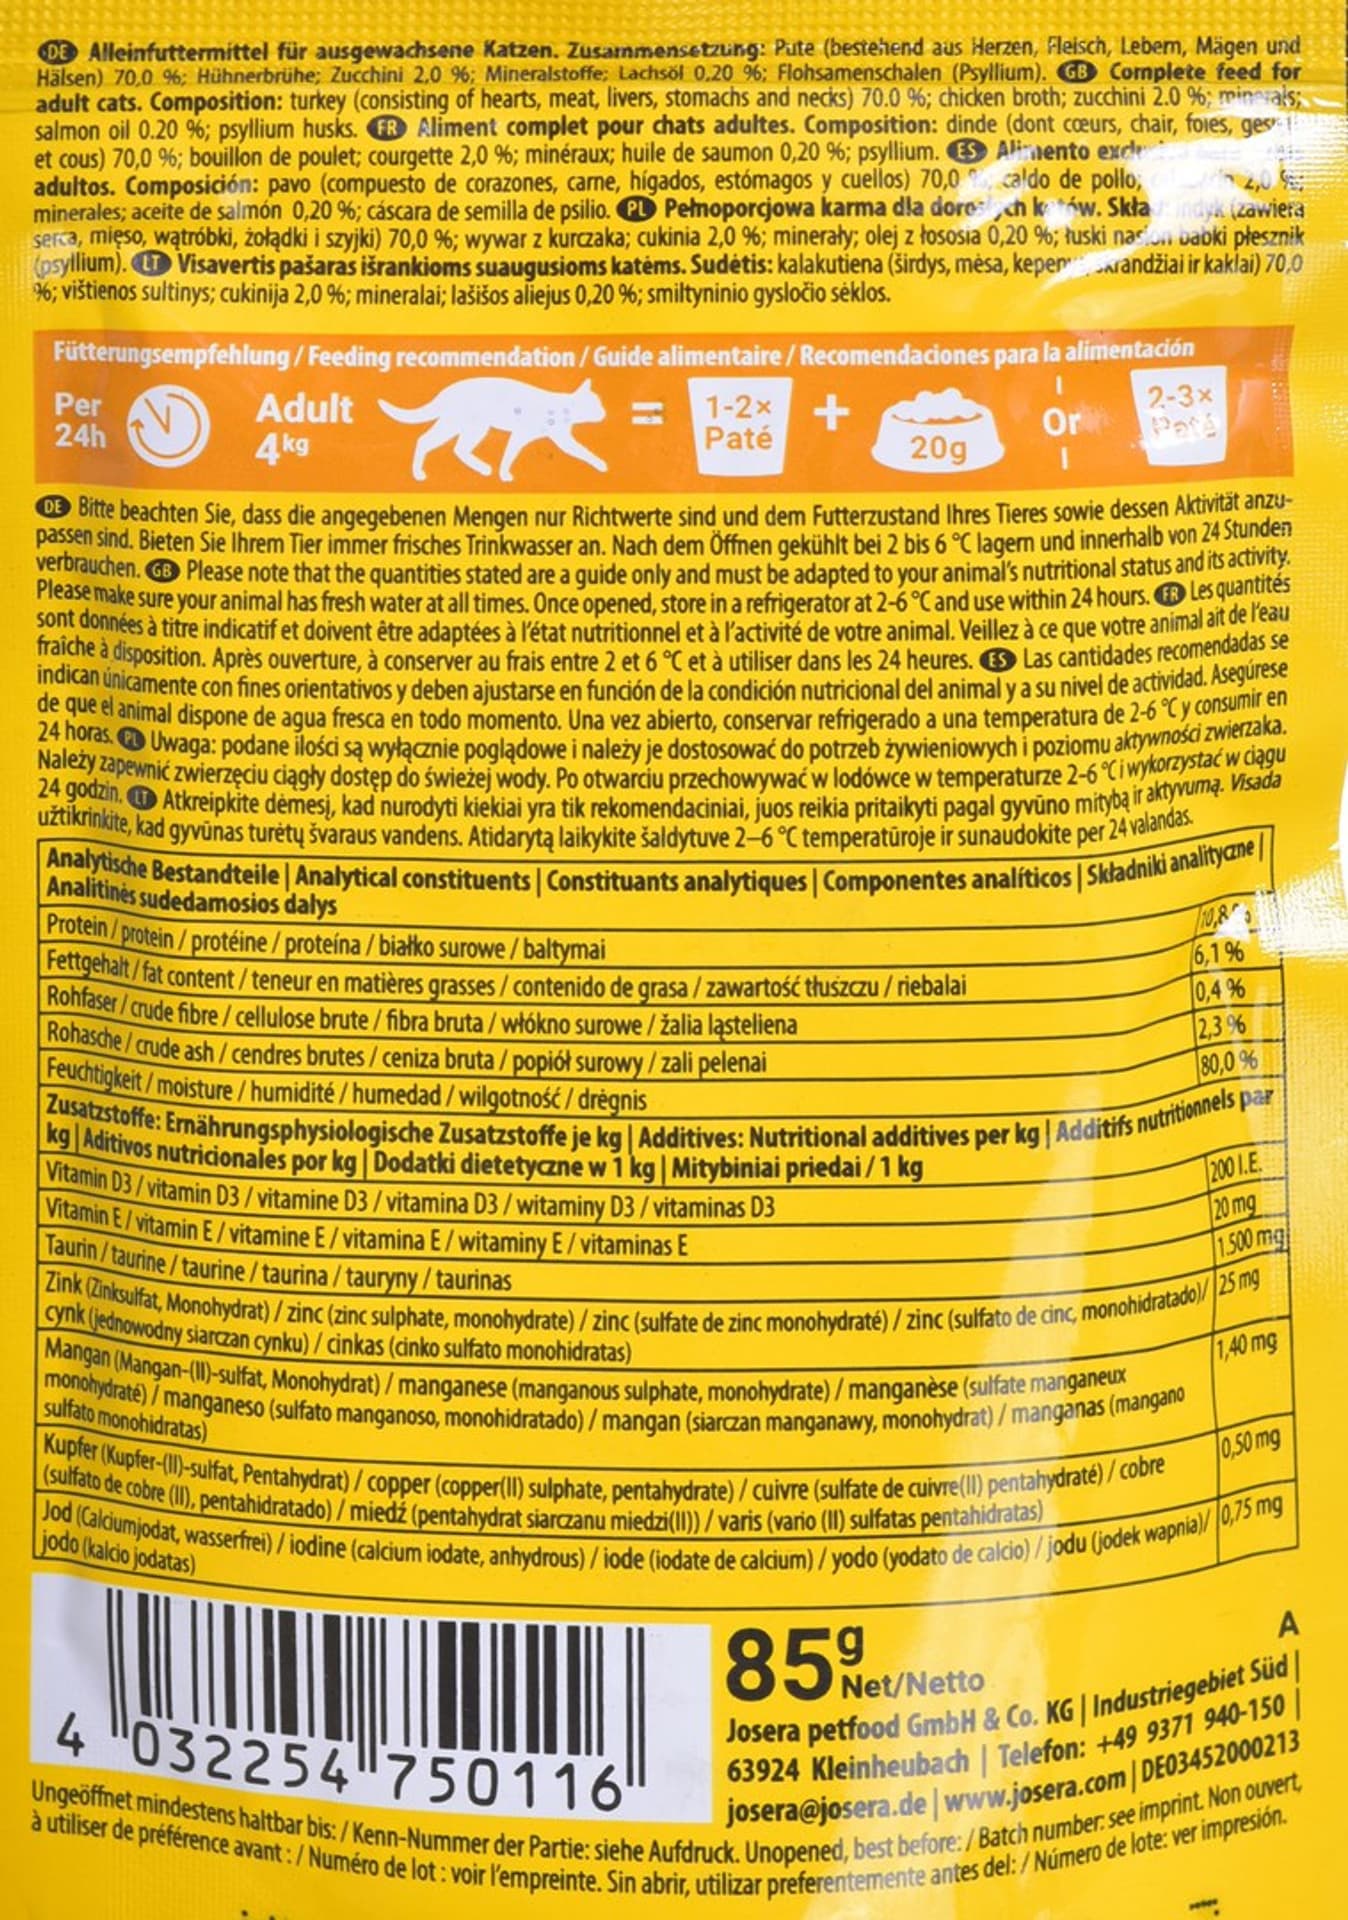 DE Alleinfuttermittel für ausgewachsene Katzen. Zusammensetzung: Pute (bestehend aus Herzen, Fleisch, Lebern, Mägen und
Hälsen) 70,0 %; Hühnerbrühe; Zucchini 2,0 %; Mineralstoffe; Lachsöl 0,20 %; Flohsamenschalen (Psyllium). GB Complete feed for
adult cats. Composition: turkey (consisting of hearts, meat, livers, stomachs and necks) 70.0 %; chicken broth; zucchini 2.0 %; minerals;
salmon oil 0.20 %; psyllium husks. FR Aliment complet pour chats adultes. Composition: dinde (dont cœurs, chair, foies,
et cous) 70,0 %; bouillon de poulet; courgette 2,0 %; minéraux; huile de saumon 0,20 %; psyllium. ES Alimento
adultos. Composición: pavo (compuesto de corazones, carne, hígados, estómagos y cuellos) 70,0 %; caldo de pollo; 2,0 %;
minerales; aceite de salmón 0,20 %; cáscara de semilla de psilio. PL Pełnoporcjowa karma dla dorosłych kotów. Skład: indyk (zawiera
serca, mięso, wątróbki, żołądki i szyjki) 70,0 %; wywar z kurczaka; cukinia 2,0 %; minerały; olej z łososia 0,20 %; łuski nasion babki płesznik
(psyllium). LT Visavertis pašaras išrankioms suaugusioms katėms. Sudėtis: kalakutiena (širdys, mėsa, skrandžiai ir kaklai) 70,0
%; vištienos sultinys; cukinija 2,0 %; mineralai; lašišos aliejus 0,20 %; smiltyninio gysločio sėklos.
Fütterungsempfehlung / Feeding recommendation / Guide alimentaire / Recomendaciones para la alimentación
Per 24h Adult 4kg = 1-2x Paté + 20g Or 2-3x Paté
DE Bitte beachten Sie, dass die angegebenen Mengen nur Richtwerte sind und dem Futterzustand Ihres Tieres sowie dessen Aktivität anzu-
passen sind. Bieten Sie Ihrem Tier immer frisches Trinkwasser an. Nach dem Öffnen gekühlt bei 2 bis 6 °C lagern und innerhalb von 24 Stunden
verbrauchen. GB Please note that the quantities stated are a guide only and must be adapted to your animal's nutritional status and its activity.
Please make sure your animal has fresh water at all times. Once opened, store in a refrigerator at 2-6 °C and use within 24 hours. FR Les quantités
sont données à titre indicatif et doivent être adaptées à l'état nutritionnel et à l'activité de votre animal. Veillez à ce que votre animal ait de l'eau
fraîche à disposition. Après ouverture, à conserver au frais entre 2 et 6 °C et à utiliser dans les 24 heures. ES Las cantidades recomendadas se
indican únicamente con fines orientativos y deben ajustarse en función de la condición nutricional del animal y a su nivel de actividad. Asegúrese
de que el animal dispone de agua fresca en todo momento. Una vez abierto, conservar refrigerado a una temperatura de 2-6 °C y consumir en
24 horas. PL Uwaga: podane ilości są wyłącznie poglądowe i należy je dostosować do potrzeb żywieniowych i poziomu aktywności zwierzaka.
Należy zapewnić zwierzęciu ciągły dostęp do świeżej wody. Po otwarciu przechowywać w lodówce w temperaturze 2-6 °C i wykorzystać w ciągu
24 godzin. LT Atkreipkite dėmesį, kad nurodyti kiekiai yra tik rekomendaciniai, juos reikia pritaikyti pagal gyvūno mitybą ir aktyvumą. Visada
užtikrinkite, kad gyvūnas turėtų švaraus vandens. Atidarytą laikykite šaldytuve 2–6 °C temperatūroje ir sunaudokite per 24 valandas.
Analytische Bestandteile | Analytical constituents | Constituants analytiques | Componentes analíticos | Składniki analityczne |
Analitinės sudedamosios dalys
Protein / protein / protéine / proteína / białko surowe / baltymai 10,8 %
Fettgehalt / fat content / teneur en matières grasses / contenido de grasa / zawartość tłuszczu / riebalai 6,1 %
Rohfaser / crude fibre / cellulose brute / fibra bruta / włókno surowe / žalia ląsteliena 0,4 %
Rohasche / crude ash / cendres brutes / ceniza bruta / popiół surowy / zali pelenai 2,3 %
Feuchtigkeit / moisture / humidité / humedad / wilgotność / drėgnis 80,0 %
Zusatzstoffe: Ernährungsphysiologische Zusatzstoffe je kg | Additives: Nutritional additives per kg | Additifs nutritionnels par
kg | Aditivos nutricionales por kg | Dodatki dietetyczne w 1 kg | Mitybiniai priedai / 1 kg
Vitamin D3 / vitamin D3 / vitamine D3 / vitamina D3 / witaminy D3 / vitaminas D3 200 I.E.
Vitamin E / vitamin E / vitamine E / vitamina E / witaminy E / vitaminas E 20 mg
Taurin / taurine / taurine / taurina / tauryny / taurinas 1.500 mg
Zink (Zinksulfat, Monohydrat) / zinc (zinc sulphate, monohydrate) / zinc (sulfate de zinc monohydraté) / zinc (sulfato de cinc, monohidratado)/ 25 mg
cynk (jednowodny siarczan cynku) / cinkas (cinko sulfato monohidratas)
Mangan (Mangan-(II)-sulfat, Monohydrat) / manganese (manganous sulphate, monohydrate) / manganèse (sulfate manganeux 1,40 mg
monohydraté) / manganeso (sulfato manganoso, monohidratado) / mangan (siarczan manganawy, monohydrat) / manganas (mangano
sulfato monohidratas)
Kupfer (Kupfer-(II)-sulfat, Pentahydrat) / copper (copper(II) sulphate, pentahydrate) / cuivre (sulfate de cuivre(II) pentahydraté) / cobre 0,50 mg
(sulfato de cobre (II), pentahidratado) / miedź (pentahydrat siarczanu miedzi(II)) / varis (vario (II) sulfatas pentahidratas)
Jod (Calciumjodat, wasserfrei) / iodine (calcium iodate, anhydrous) / iode (iodate de calcium) / yodo (yodato de calcio) / jodu (jodek wapnia)/ 0,75 mg
jodo (kalcio jodatas)
85g
Net/Netto
A
Josera petfood GmbH & Co. KG | Industriegebiet Süd |
63924 Kleinheubach | Telefon: +49 9371 940-150 |
josera@josera.de | www.josera.com | DE03452000213
4 032254 750116
Ungeöffnet mindestens haltbar bis: / Kenn-Nummer der Partie: siehe Aufdruck. Unopened, best before: / Batch number: see imprint. Non ouvert,
à utiliser de préférence avant : / Numéro de lot : voir l'empreinte. Sin abrir, utilizar preferentemente antes del: / Número de lote: ver impresión.